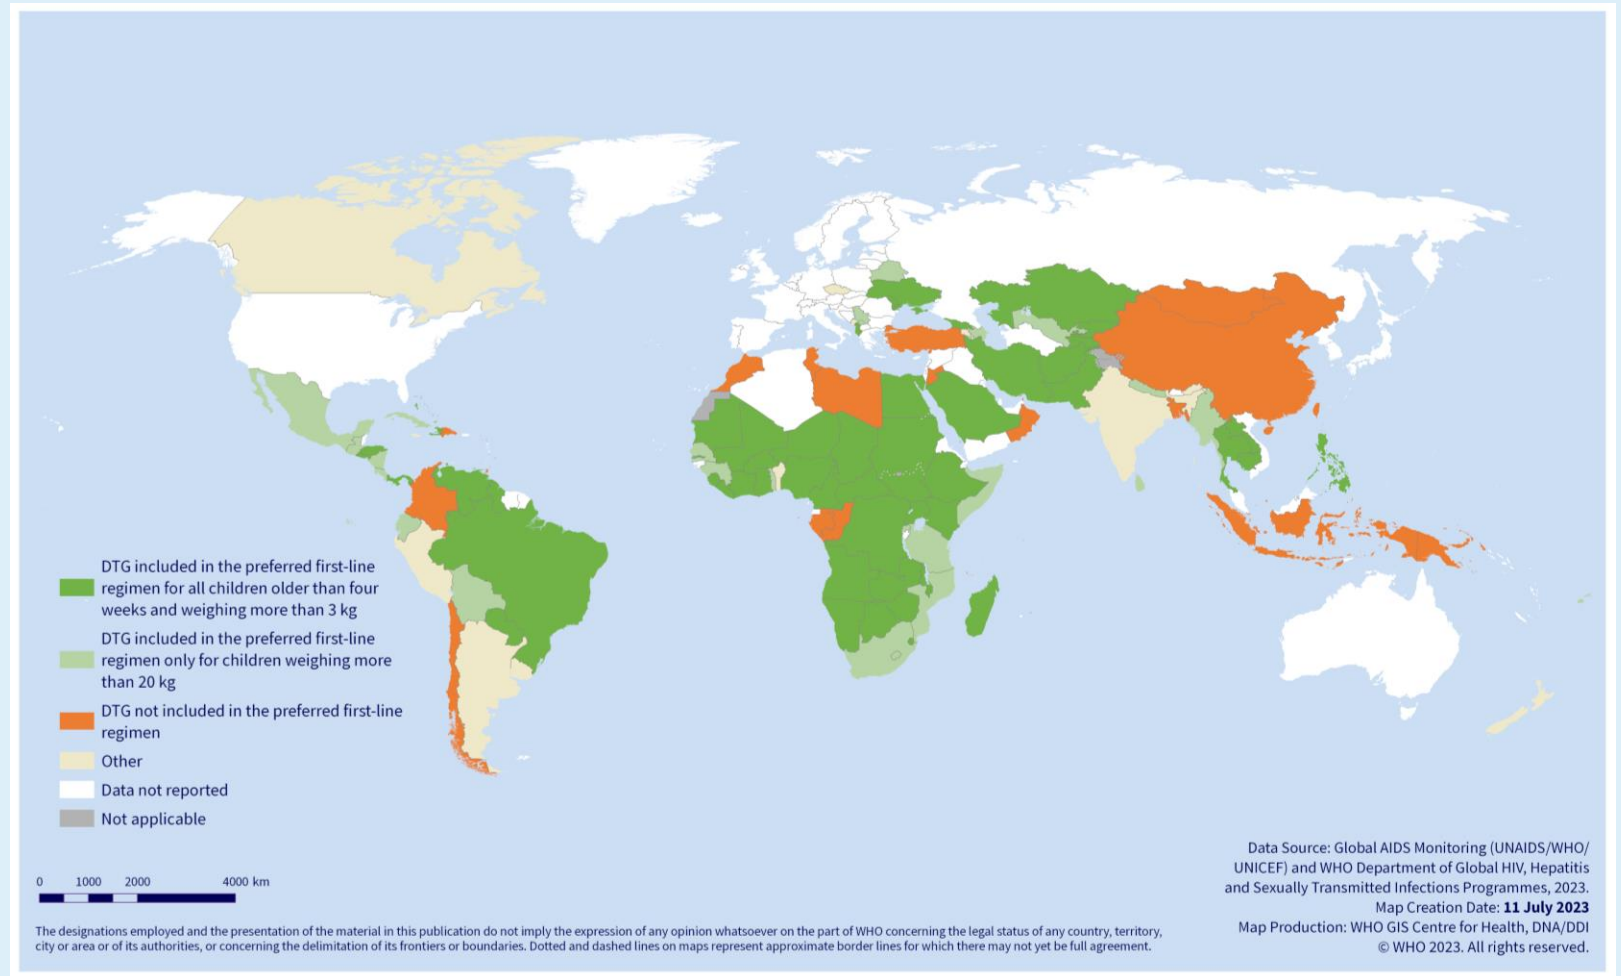 DTG included in the preferred first-line
regimen for all children older than four
weeks and weighing more than 3 kg
DTG included in the preferred first-line
regimen only for children weighing more
than 20 kg
DTG not included in the preferred first-line
regimen
Other
Data not reported
Not applicable
0 1000 2000 4000 km
Data Source: Global AIDS Monitoring (UNAIDS/WHO/
UNICEF) and WHO Department of Global HIV, Hepatitis
and Sexually Transmitted Infections Programmes, 2023.
Map Creation Date: 11 July 2023
Map Production: WHO GIS Centre for Health, DNA/DDI
© WHO 2023. All rights reserved.
The designations employed and the presentation of the material in this publication do not imply the expression of any opinion whatsoever on the part of WHO concerning the legal status of any country, territory,
city or area or of its authorities, or concerning the delimitation of its frontiers or boundaries. Dotted and dashed lines on maps represent approximate border lines for which there may not yet be full agreement.